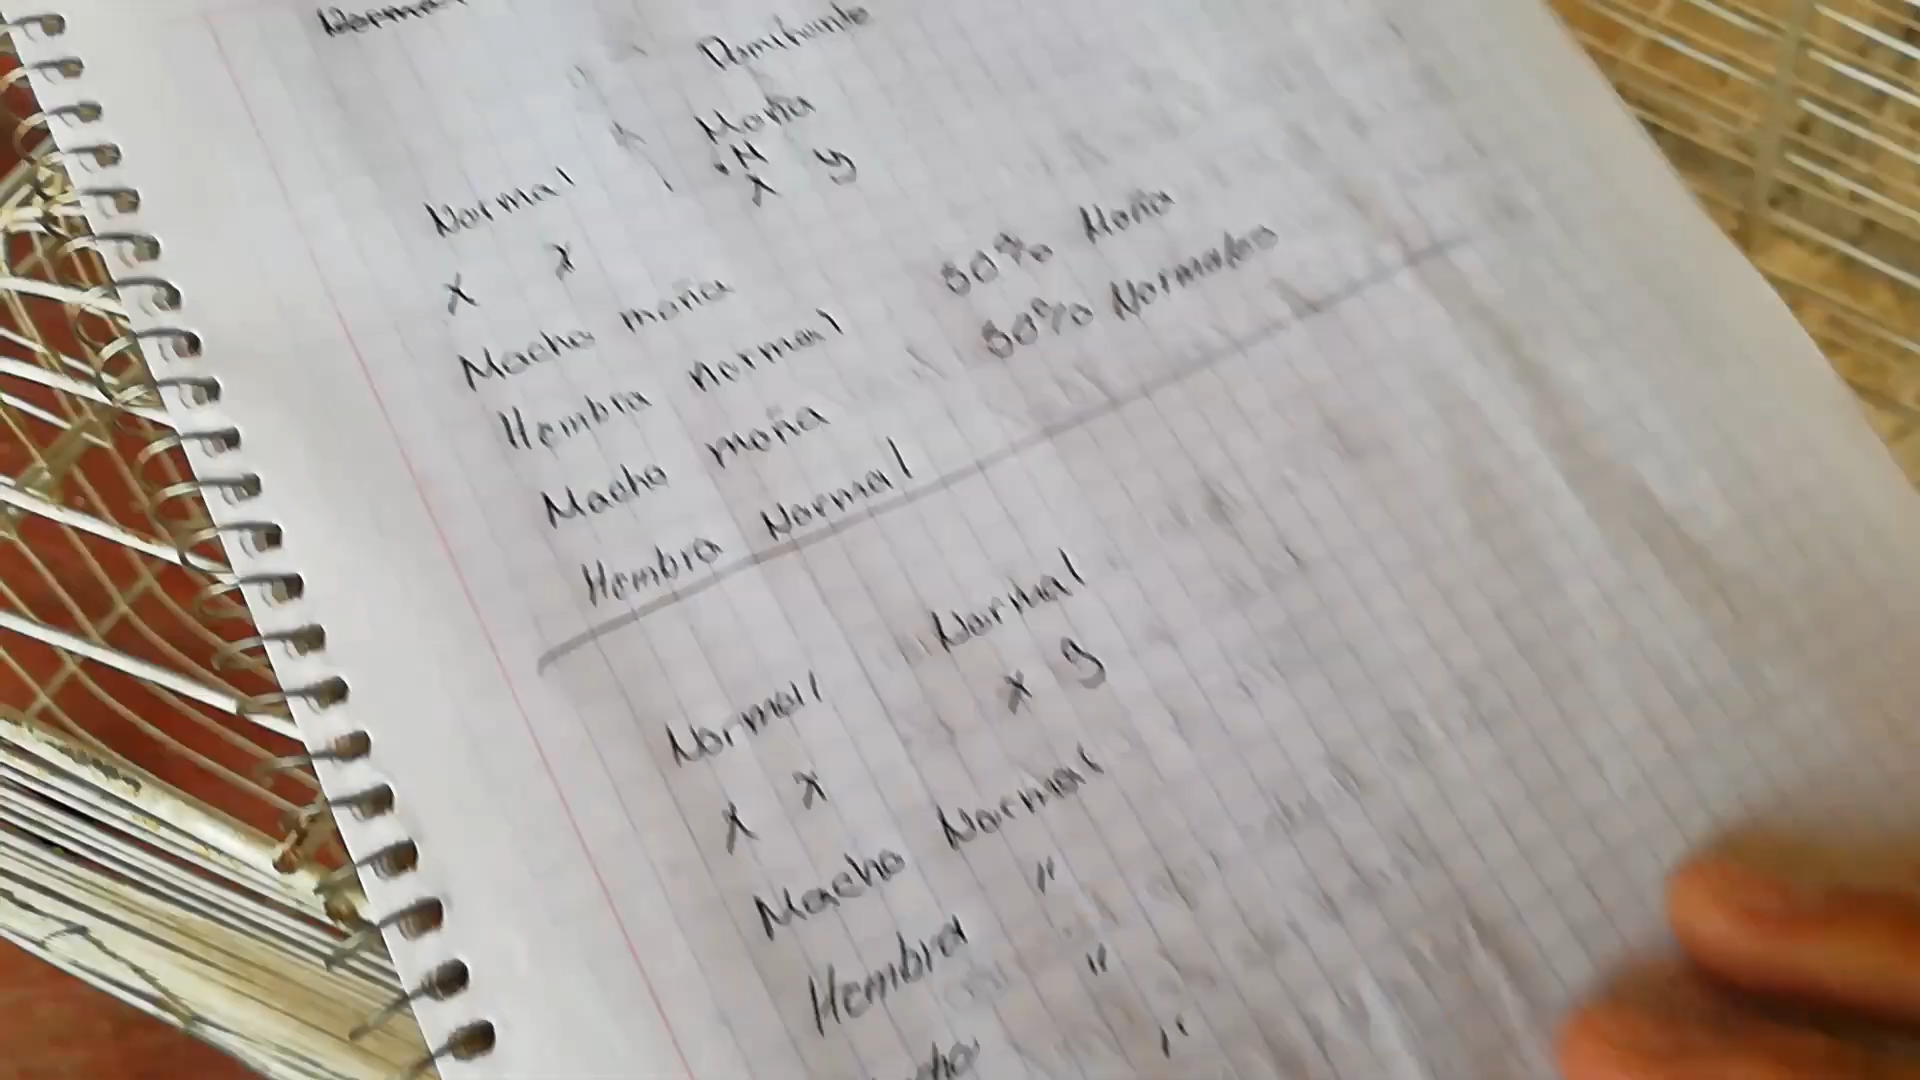 Normal
Dominante
Normal Moña
X X X N y
Macho moña 50% Moña
Hembra normal 50% Normales
Macho moña
Hembra Normal
Normal Normal
X X X y
Macho Normal
Hembra "
"
"